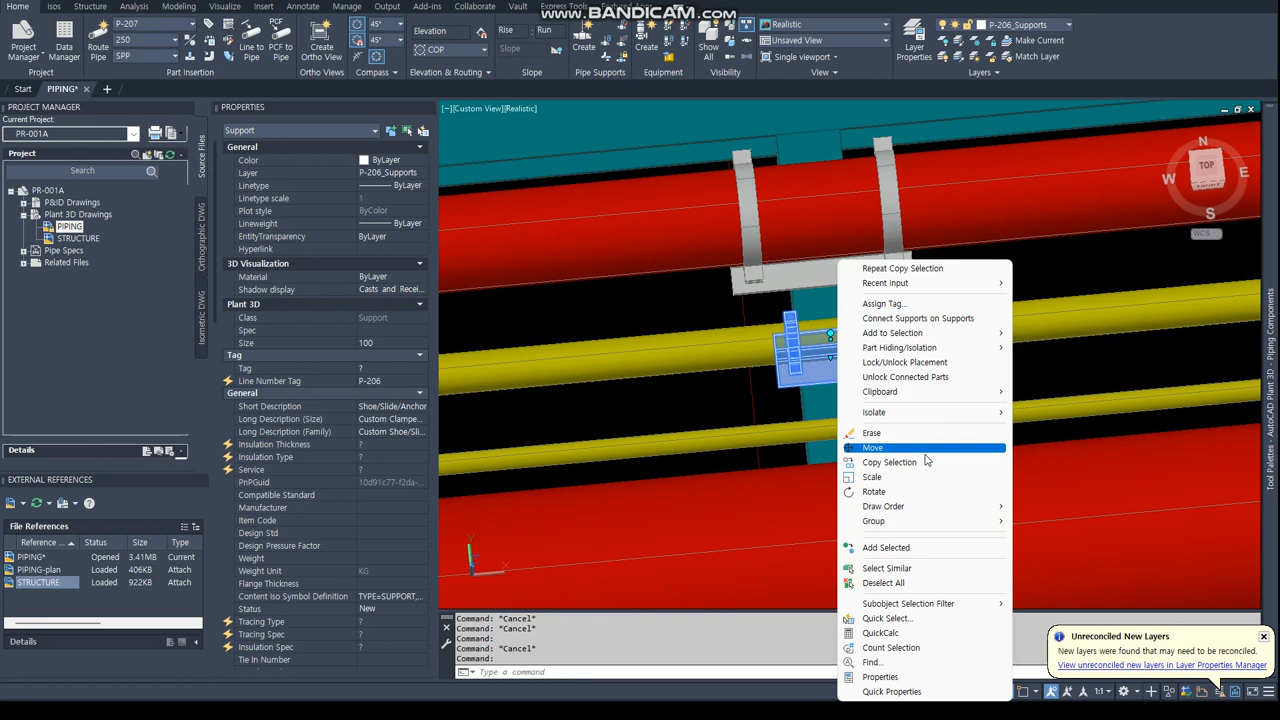 www.BANDICAM.com
Home Isos Structure Analysis Modeling Visualize Insert Annotate Manage Output Add-ins Collaborate Vault Express Tools Featured Apps
P-207
250
SPP
45°
45°
Elevation
COP
Rise
Run
Slope
Realistic
Unsaved View
Single viewport
P-206_Supports
Make Current
Match Layer
Project Manager
Data Manager
Route Pipe
Line to Pipe
PCF to Pipe
Create Ortho View
Create
Create
Show All
Layer Properties
Project Part Insertion Ortho Views Compass Elevation & Routing Slope Pipe Supports Equipment Visibility View Layers
Start PIPING*
PROJECT MANAGER
Current Project:
PR-001A
Project
Search
PR-001A
P&ID Drawings
Plant 3D Drawings
PIPING
STRUCTURE
Pipe Specs
Related Files
Source Files
Orthographic DWG
Isometric DWG
Details
EXTERNAL REFERENCES
File References
Reference ... Status Size Type
PIPING* Opened 3.41MB Current
PIPING-plan Loaded 406KB Attach
STRUCTURE Loaded 922KB Attach
Details
PROPERTIES
Support
General
Color ByLayer
Layer P-206_Supports
Linetype ByLayer
Linetype scale 1
Plot style ByColor
Lineweight ByLayer
EntityTransparency ByLayer
Hyperlink
3D Visualization
Material ByLayer
Shadow display Casts and Recei...
Plant 3D
Class Support
Spec
Size 100
Tag
Tag ?
Line Number Tag P-206
General
Short Description Shoe/Slide/Anchor
Long Description (Size) Custom Clampe...
Long Description (Family) Custom Shoe/Sl...
Insulation Thickness ?
Insulation Type ?
Service ?
PnPGuid 10d91c77-f2da-...
Compatible Standard
Manufacturer
Item Code
Design Std
Design Pressure Factor
Weight
Weight Unit KG
Flange Thickness
Content Iso Symbol Definition TYPE=SUPPORT,...
Status New
Tracing Type ?
Tracing Spec ?
Insulation Spec ?
Tie In Number
[−][Custom View][Realistic]
N
W TOP E
S
WCS
Repeat Copy Selection
Recent Input
Assign Tag...
Connect Supports on Supports
Add to Selection
Part Hiding/Isolation
Lock/Unlock Placement
Unlock Connected Parts
Clipboard
Isolate
Erase
Move
Copy Selection
Scale
Rotate
Draw Order
Group
Add Selected
Select Similar
Deselect All
Subobject Selection Filter
Quick Select...
QuickCalc
Count Selection
Find...
Properties
Quick Properties
Command: *Cancel*
Command: *Cancel*
Command:
Command: *Cancel*
Command:
Type a command
Unreconciled New Layers
New layers were found that may need to be reconciled.
View unreconciled new layers in Layer Properties Manager
1:1
Tool Palettes - AutoCAD Plant 3D - Piping Components